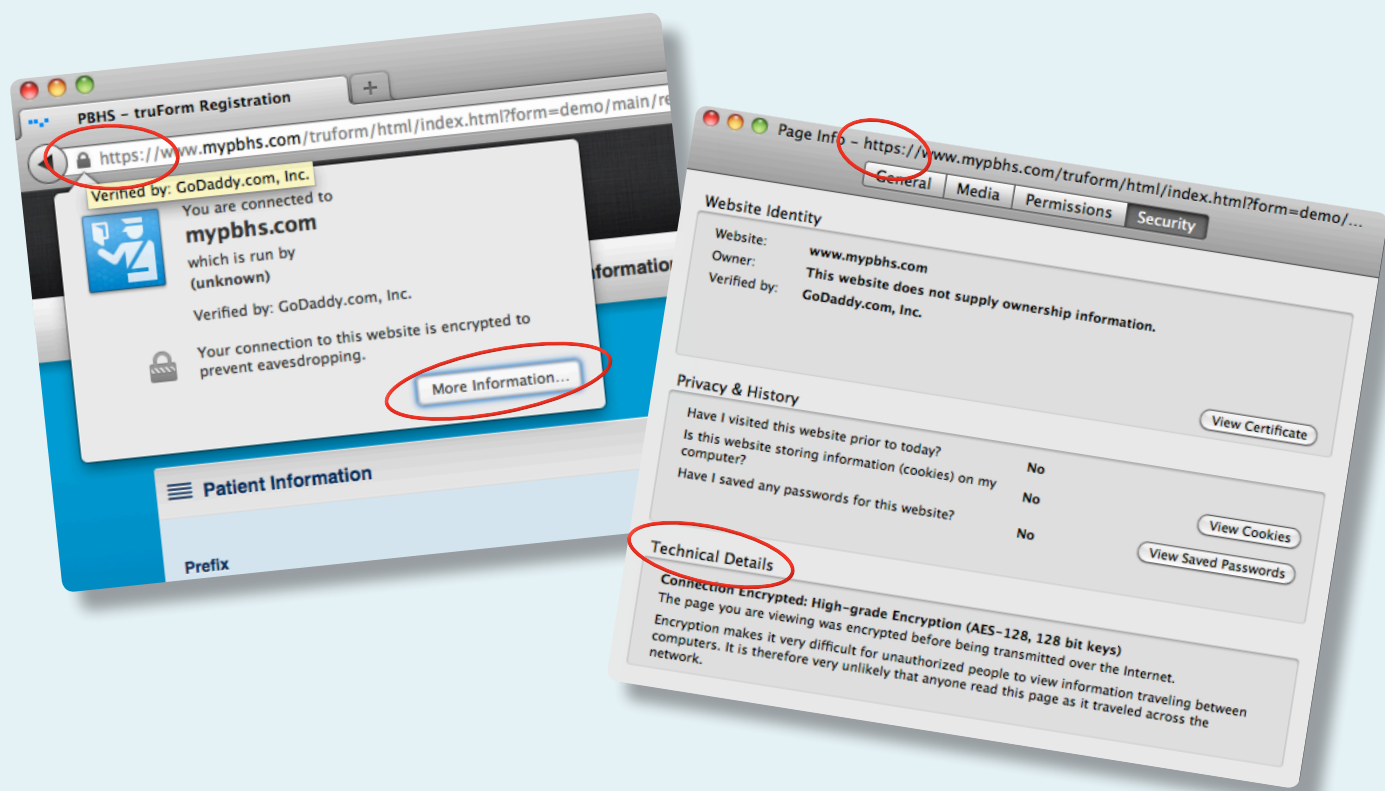 PBHS – truForm Registration
+
https://www.mypbhs.com/truform/html/index.html?form=demo/main/re
Verified by: GoDaddy.com, Inc.
You are connected to
mypbhs.com
which is run by
(unknown)
Verified by: GoDaddy.com, Inc.
Your connection to this website is encrypted to
prevent eavesdropping.
More Information...
nformation
Patient Information
Prefix
Page Info – https://www.mypbhs.com/truform/html/index.html?form=demo/...
General Media Permissions Security
Website Identity
Website: www.mypbhs.com
Owner: This website does not supply ownership information.
Verified by: GoDaddy.com, Inc.
View Certificate
Privacy & History
Have I visited this website prior to today? No
Is this website storing information (cookies) on my
computer? No
View Cookies
Have I saved any passwords for this website? No
View Saved Passwords
Technical Details
Connection Encrypted: High-grade Encryption (AES-128, 128 bit keys)
The page you are viewing was encrypted before being transmitted over the Internet.
Encryption makes it very difficult for unauthorized people to view information traveling between
computers. It is therefore very unlikely that anyone read this page as it traveled across the
network.